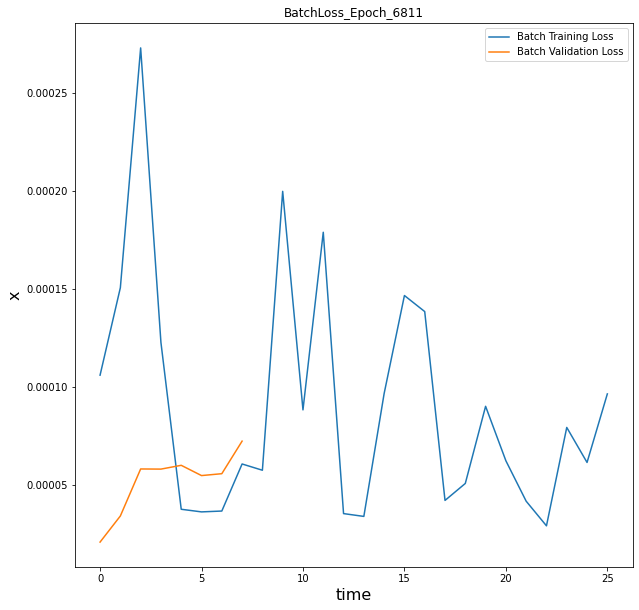 BatchLoss_Epoch_6811
Batch Training Loss
Batch Validation Loss
0.00025
0.00020
0.00015
0.00010
0.00005
x
0 5 10 15 20 25
time